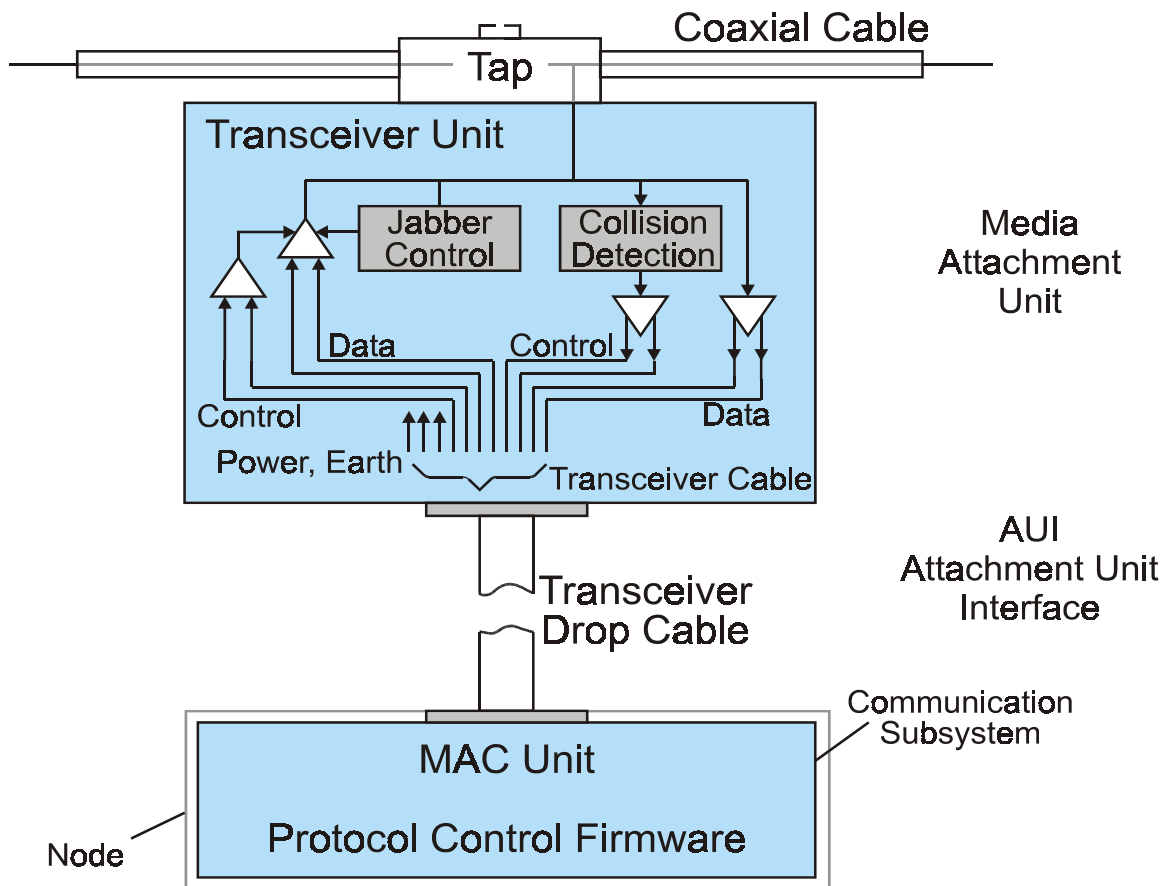 Coaxial Cable
Tap
Transceiver Unit
Jabber
Control
Collision
Detection
Media
Attachment
Unit
Data
Control
Control
Data
Power, Earth
Transceiver Cable
AUI
Attachment Unit
Interface
Transceiver
Drop Cable
Communication
Subsystem
MAC Unit
Protocol Control Firmware
Node